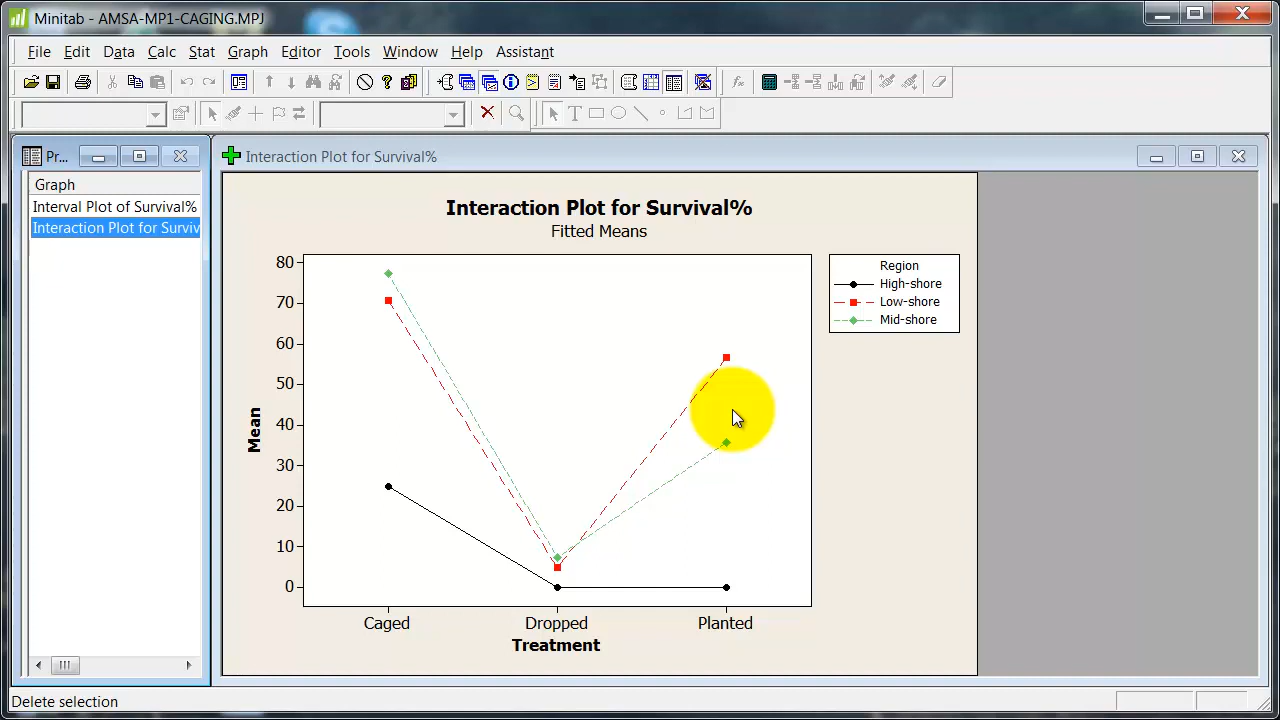 Minitab - AMSA-MP1-CAGING.MPJ
File Edit Data Calc Stat Graph Editor Tools Window Help Assistant
Pr...
Graph
Interval Plot of Survival%
Interaction Plot for Surviv
Interaction Plot for Survival%
Interaction Plot for Survival%
Fitted Means
80
70
60
50
40
30
20
10
0
Mean
Caged Dropped Planted
Treatment
Region
High-shore
Low-shore
Mid-shore
Delete selection